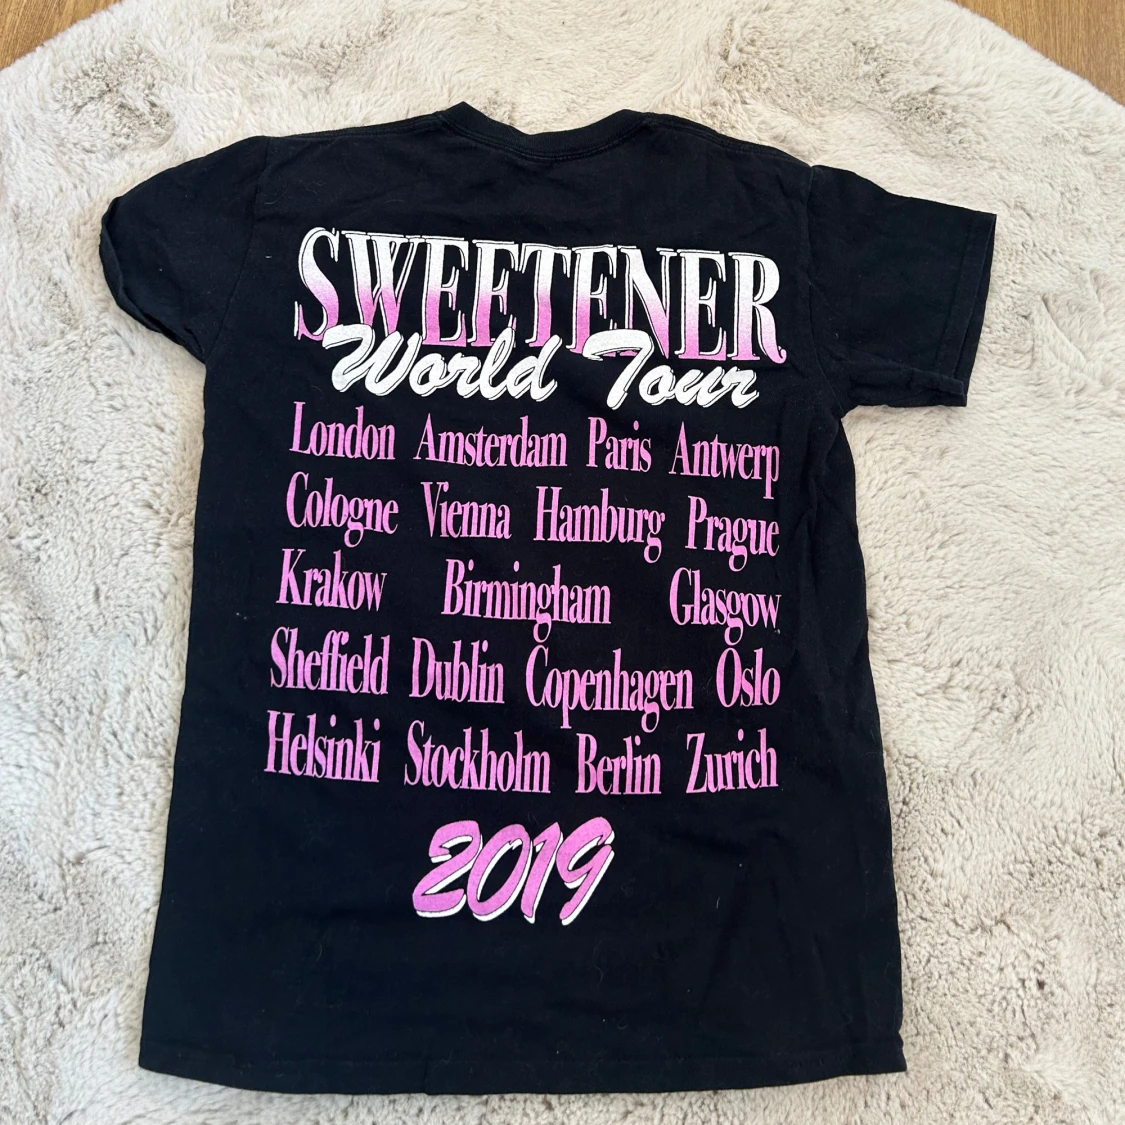 SWEETENER
World Tour
London Amsterdam Paris Antwerp
Cologne Vienna Hamburg Prague
Krakow Birmingham Glasgow
Sheffield Dublin Copenhagen Oslo
Helsinki Stockholm Berlin Zurich
2019